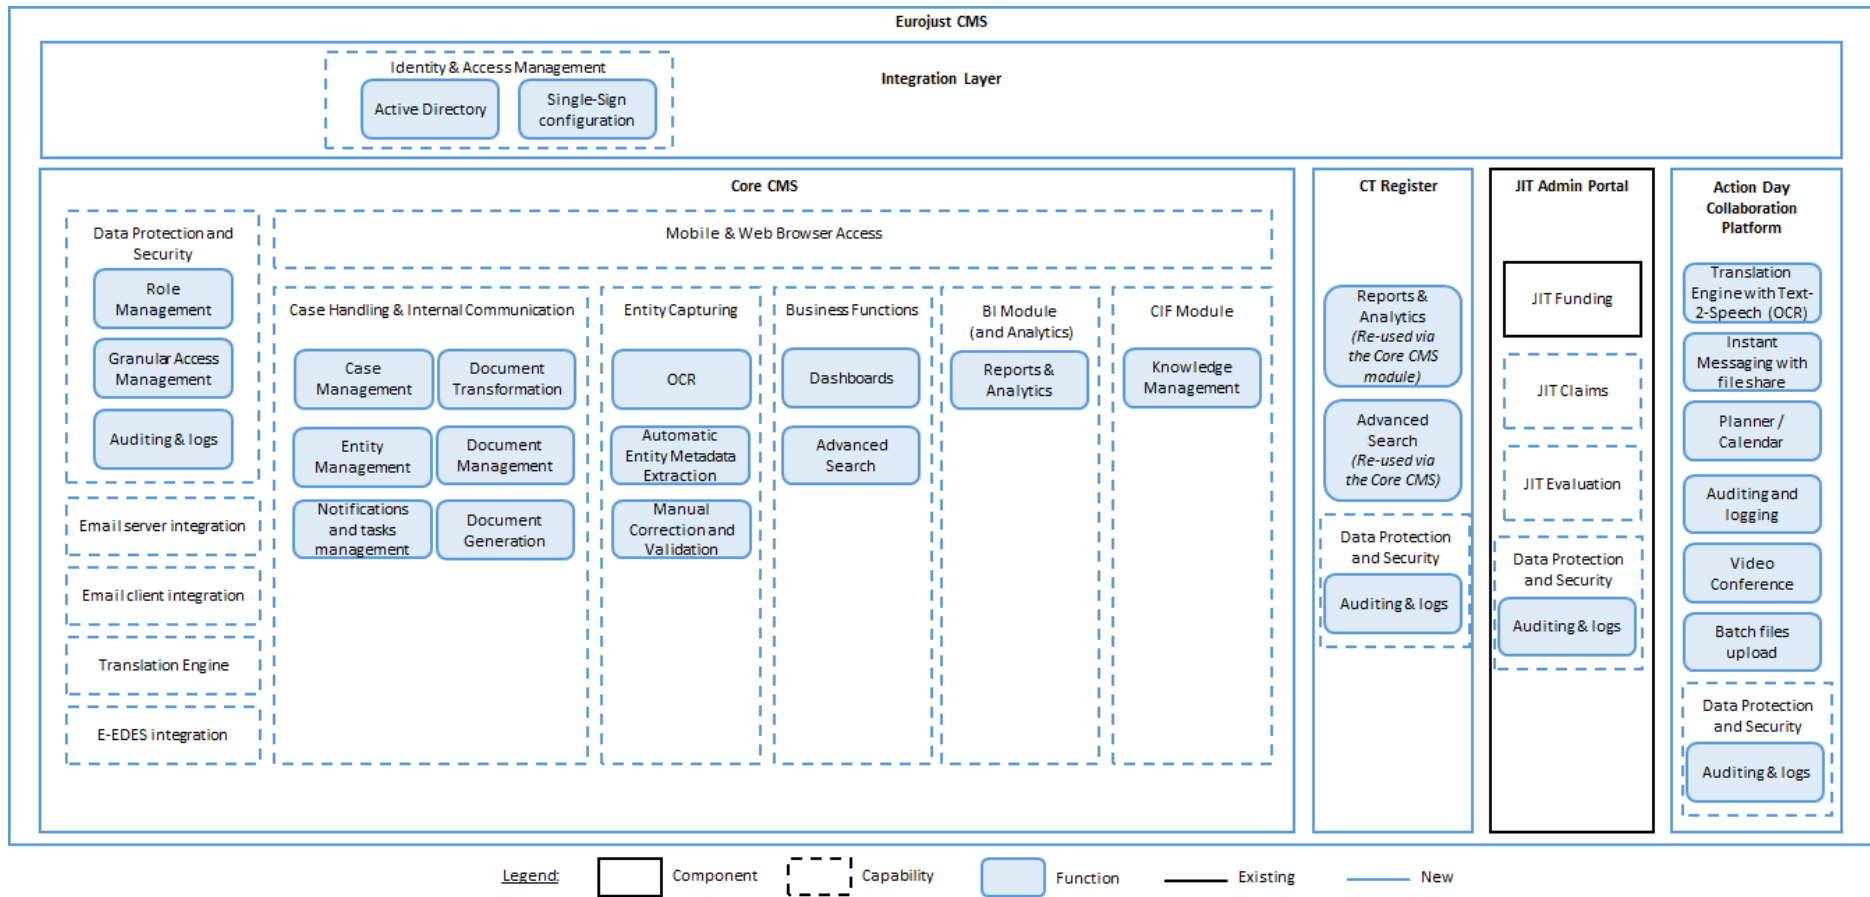 Eurojust CMS
Integration Layer
Identity & Access Management
Active Directory
Single-Sign
configuration
Core CMS
Data Protection and
Security
Role
Management
Granular Access
Management
Auditing & logs
Email server integration
Email client integration
Translation Engine
E-EDES integration
Mobile & Web Browser Access
Case Handling & Internal Communication
Case
Management
Document
Transformation
Entity
Management
Document
Management
Notifications
and tasks
management
Document
Generation
Entity Capturing
OCR
Automatic
Entity Metadata
Extraction
Manual
Correction and
Validation
Business Functions
Dashboards
Advanced
Search
BI Module
(and Analytics)
Reports &
Analytics
CIF Module
Knowledge
Management
CT Register
Reports &
Analytics
(Re-used via
the Core CMS
module)
Advanced
Search
(Re-used via
the Core CMS)
Data Protection
and Security
Auditing & logs
JIT Admin Portal
JIT Funding
JIT Claims
JIT Evaluation
Data Protection
and Security
Auditing & logs
Action Day
Collaboration
Platform
Translation
Engine with Text-
2-Speech (OCR)
Instant
Messaging with
file share
Planner /
Calendar
Auditing and
logging
Video
Conference
Batch files
upload
Data Protection
and Security
Auditing & logs
Legend:
Component
Capability
Function
Existing
New